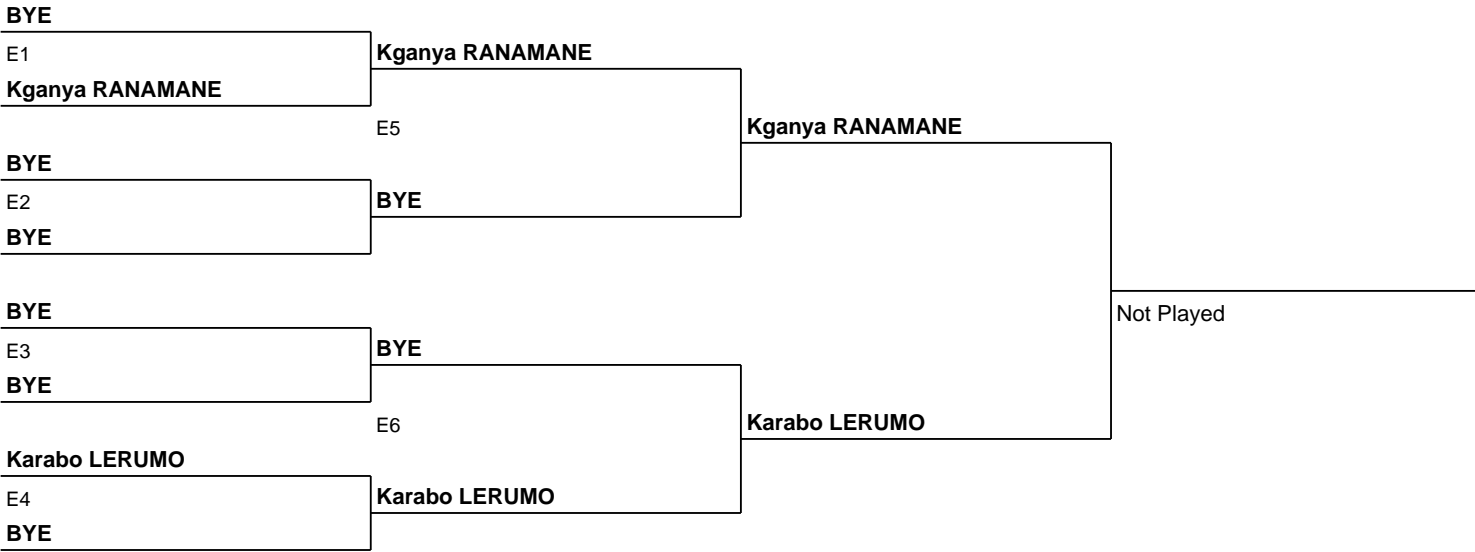 BYE
E1
Kganya RANAMANE
Kganya RANAMANE
E5
Kganya RANAMANE
BYE
E2
BYE
BYE
BYE
E3
BYE
BYE
Not Played
E6
Karabo LERUMO
Karabo LERUMO
E4
Karabo LERUMO
BYE